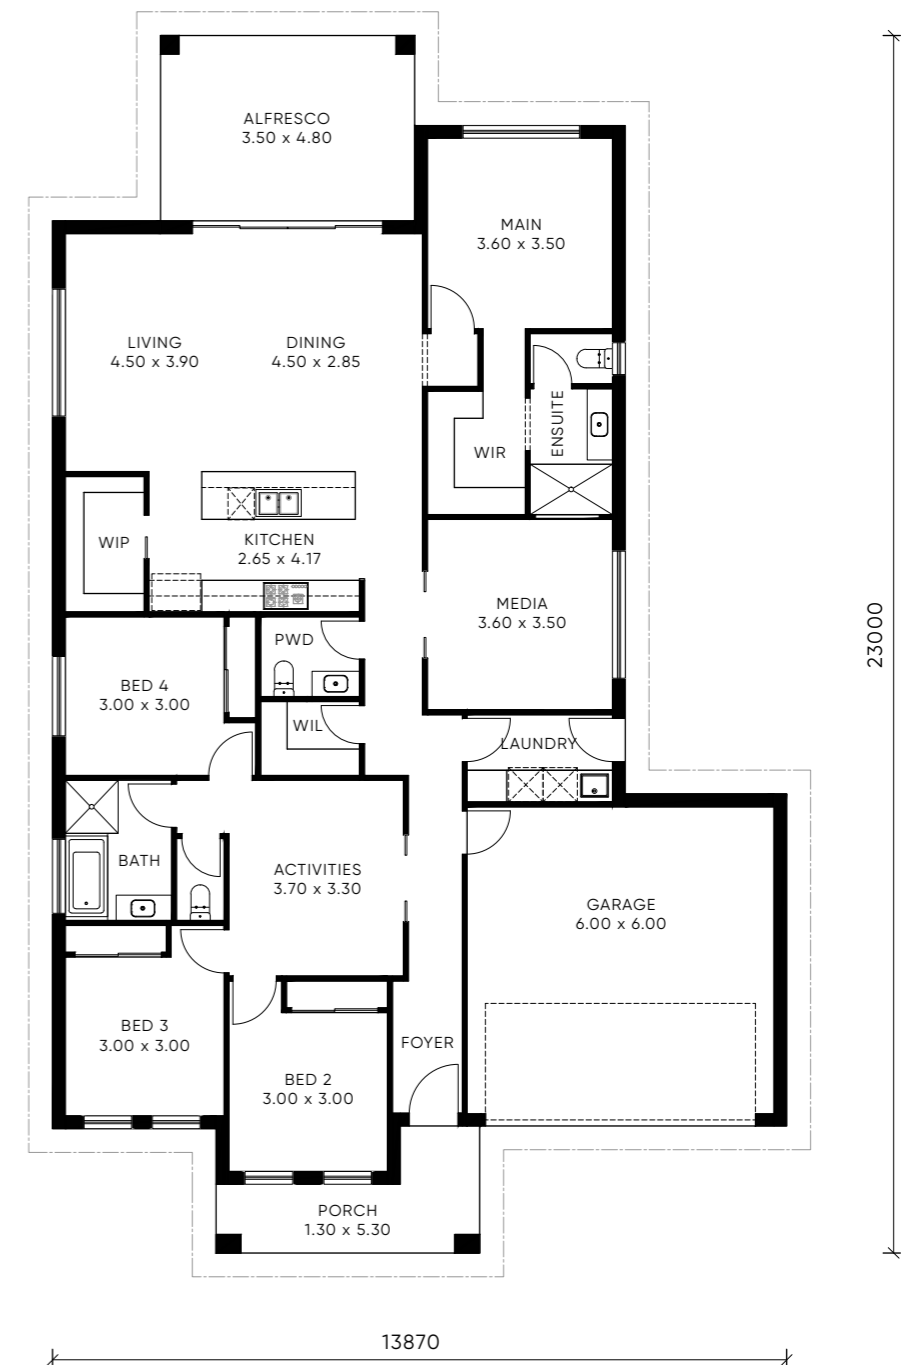 ALFRESCO
3.50 x 4.80
MAIN
3.60 x 3.50
LIVING
4.50 x 3.90
DINING
4.50 x 2.85
ENSUITE
WIR
WIP
KITCHEN
2.65 x 4.17
MEDIA
3.60 x 3.50
23000
PWD
BED 4
3.00 x 3.00
WIL
LAUNDRY
BATH
ACTIVITIES
3.70 x 3.30
GARAGE
6.00 x 6.00
BED 3
3.00 x 3.00
FOYER
BED 2
3.00 x 3.00
PORCH
1.30 x 5.30
13870